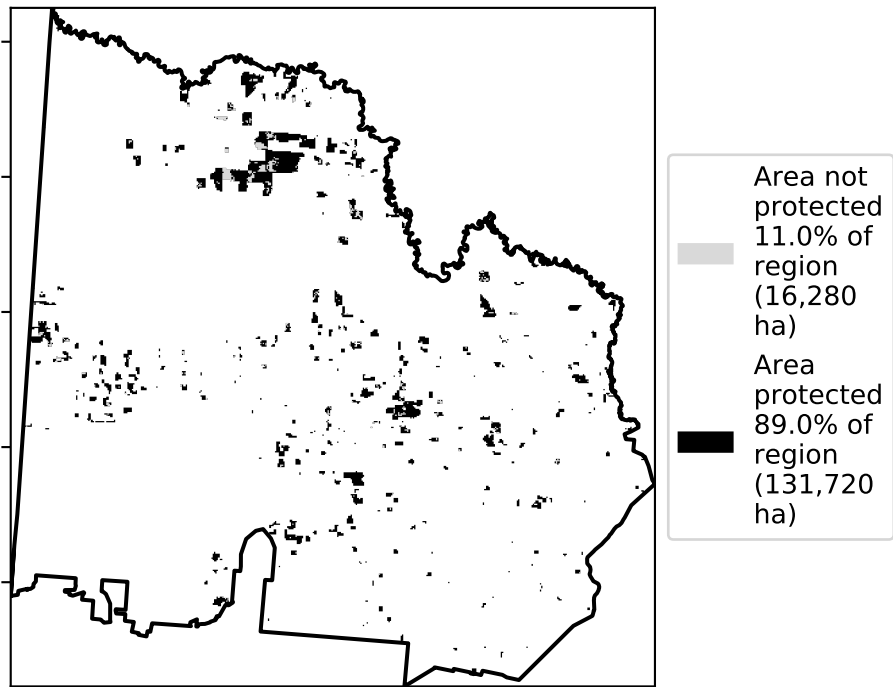 Area not
protected
11.0% of
region
(16,280
ha)
Area
protected
89.0% of
region
(131,720
ha)